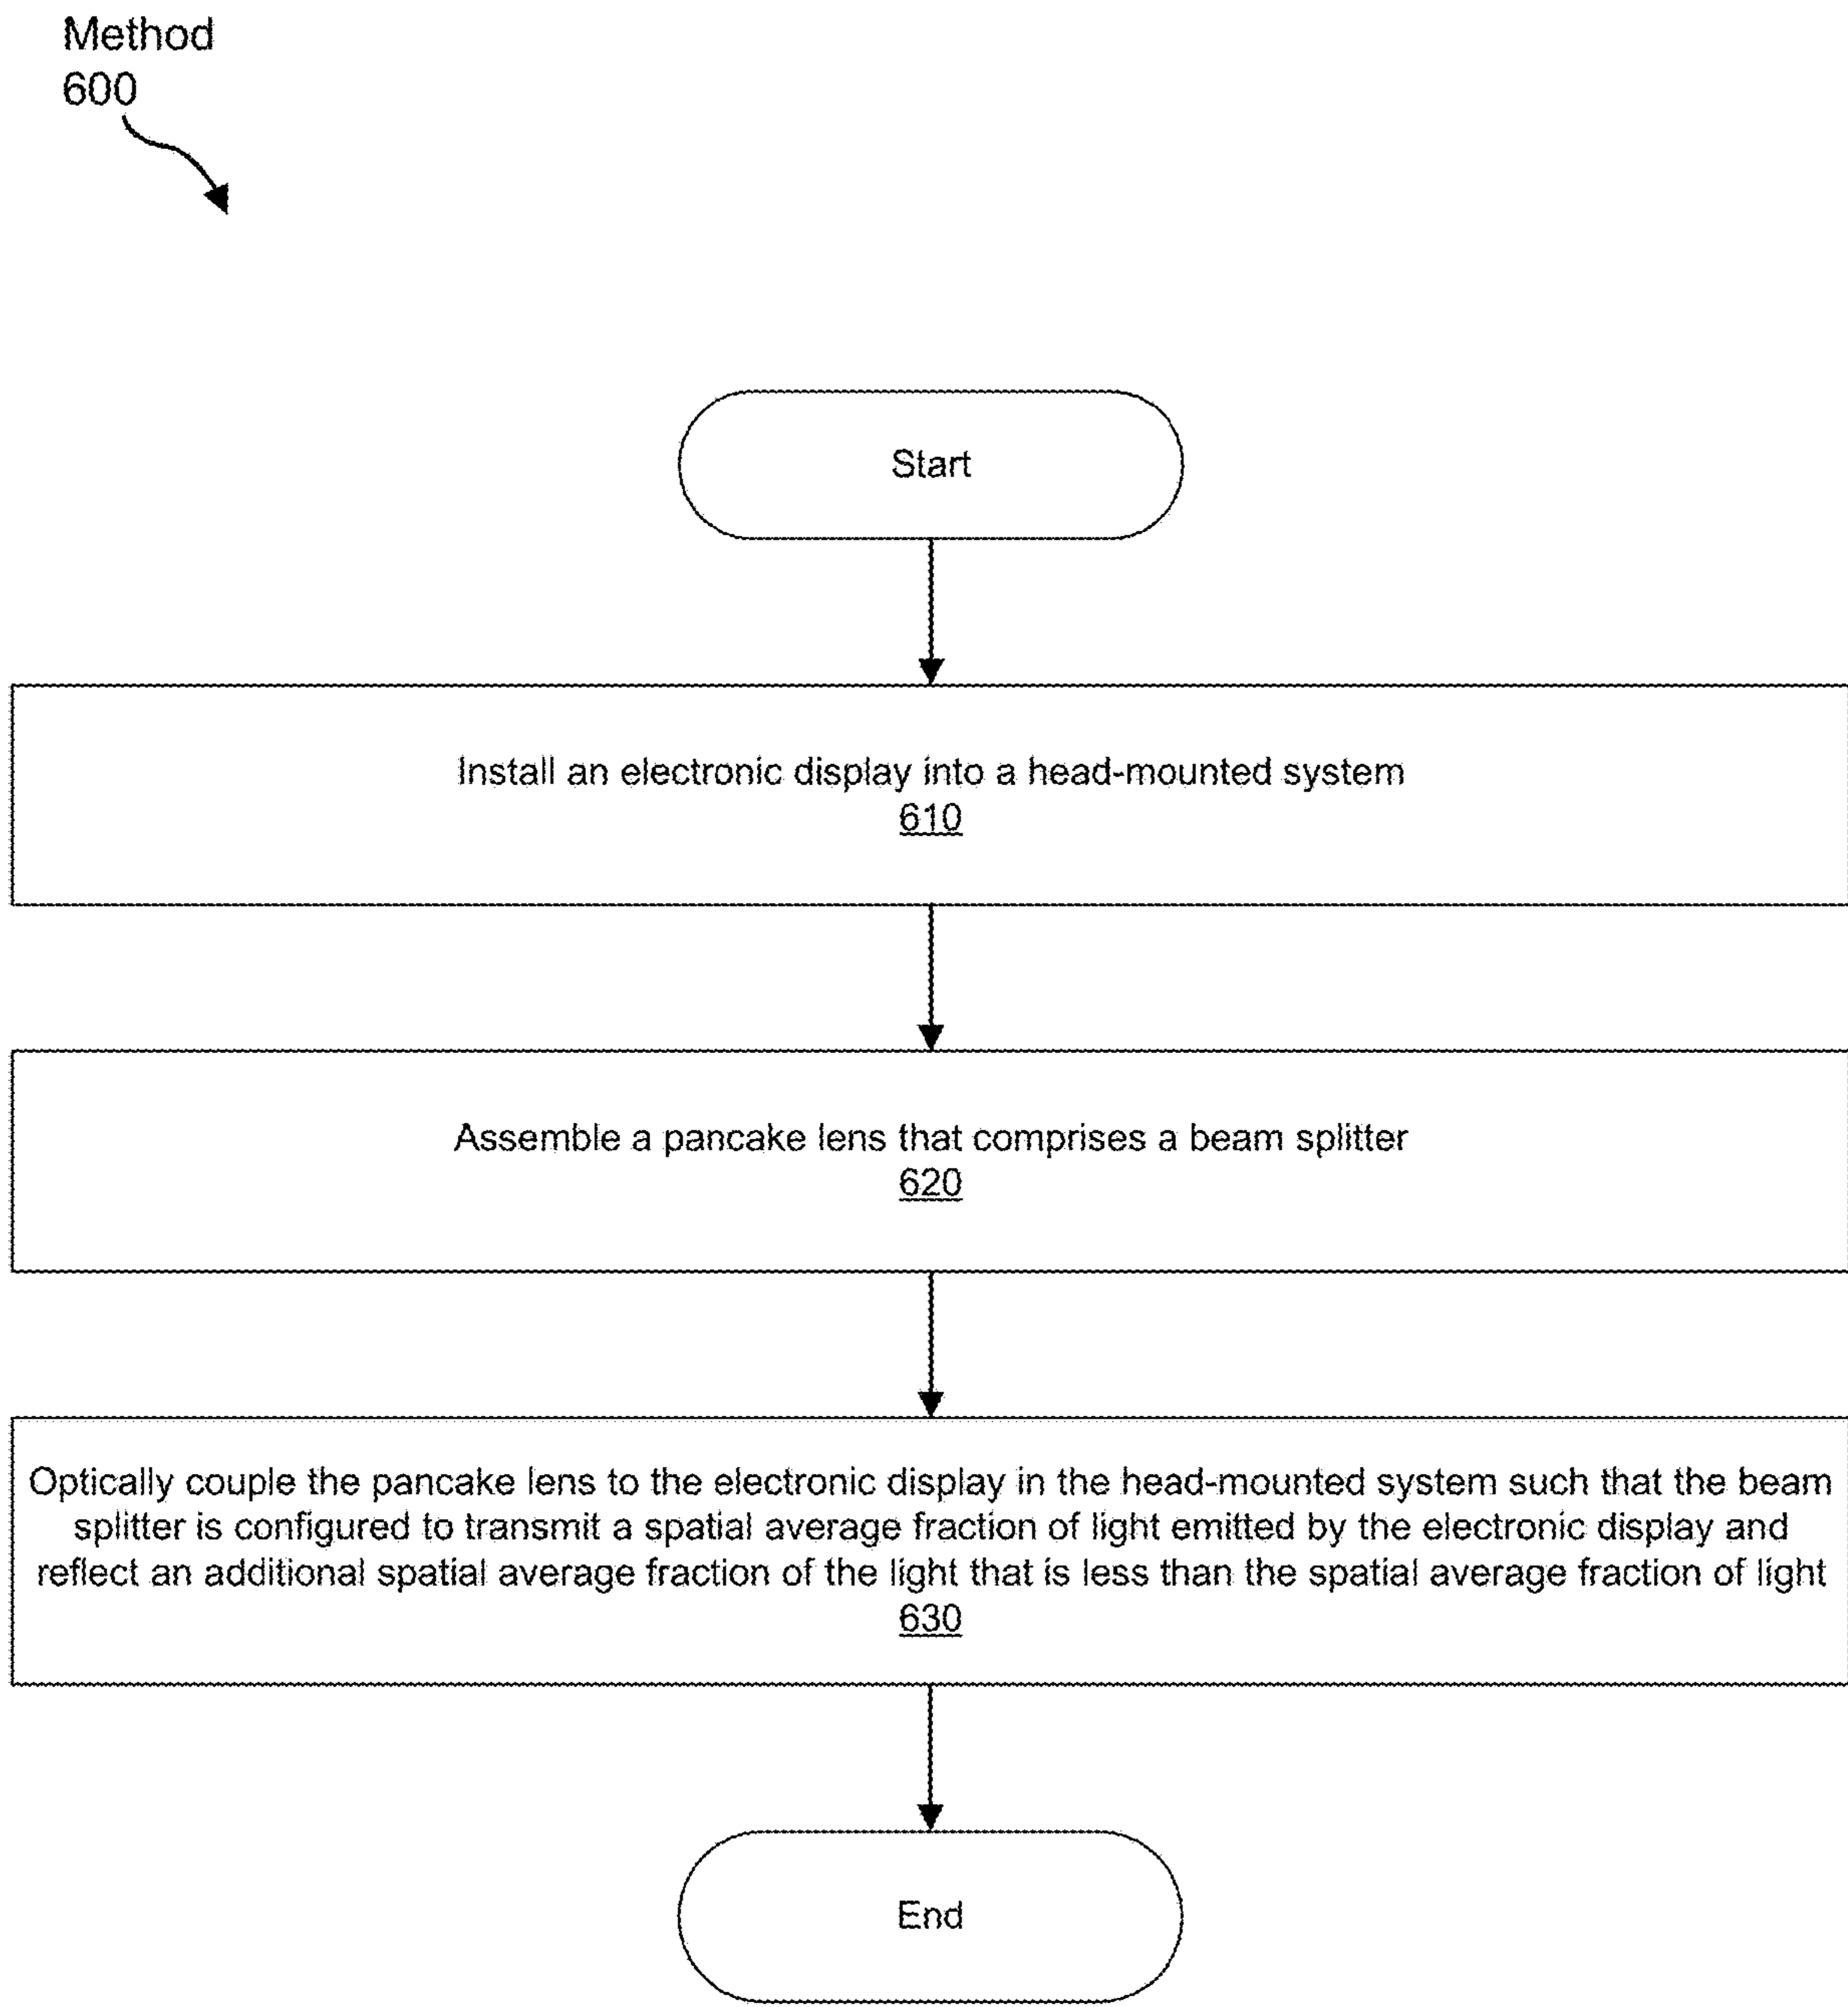 Method
600
Start
Install an electronic display into a head-mounted system
610
Assemble a pancake lens that comprises a beam splitter
620
Optically couple the pancake lens to the electronic display in the head-mounted system such that the beam
splitter is configured to transmit a spatial average fraction of light emitted by the electronic display and
reflect an additional spatial average fraction of the light that is less than the spatial average fraction of light
630
End